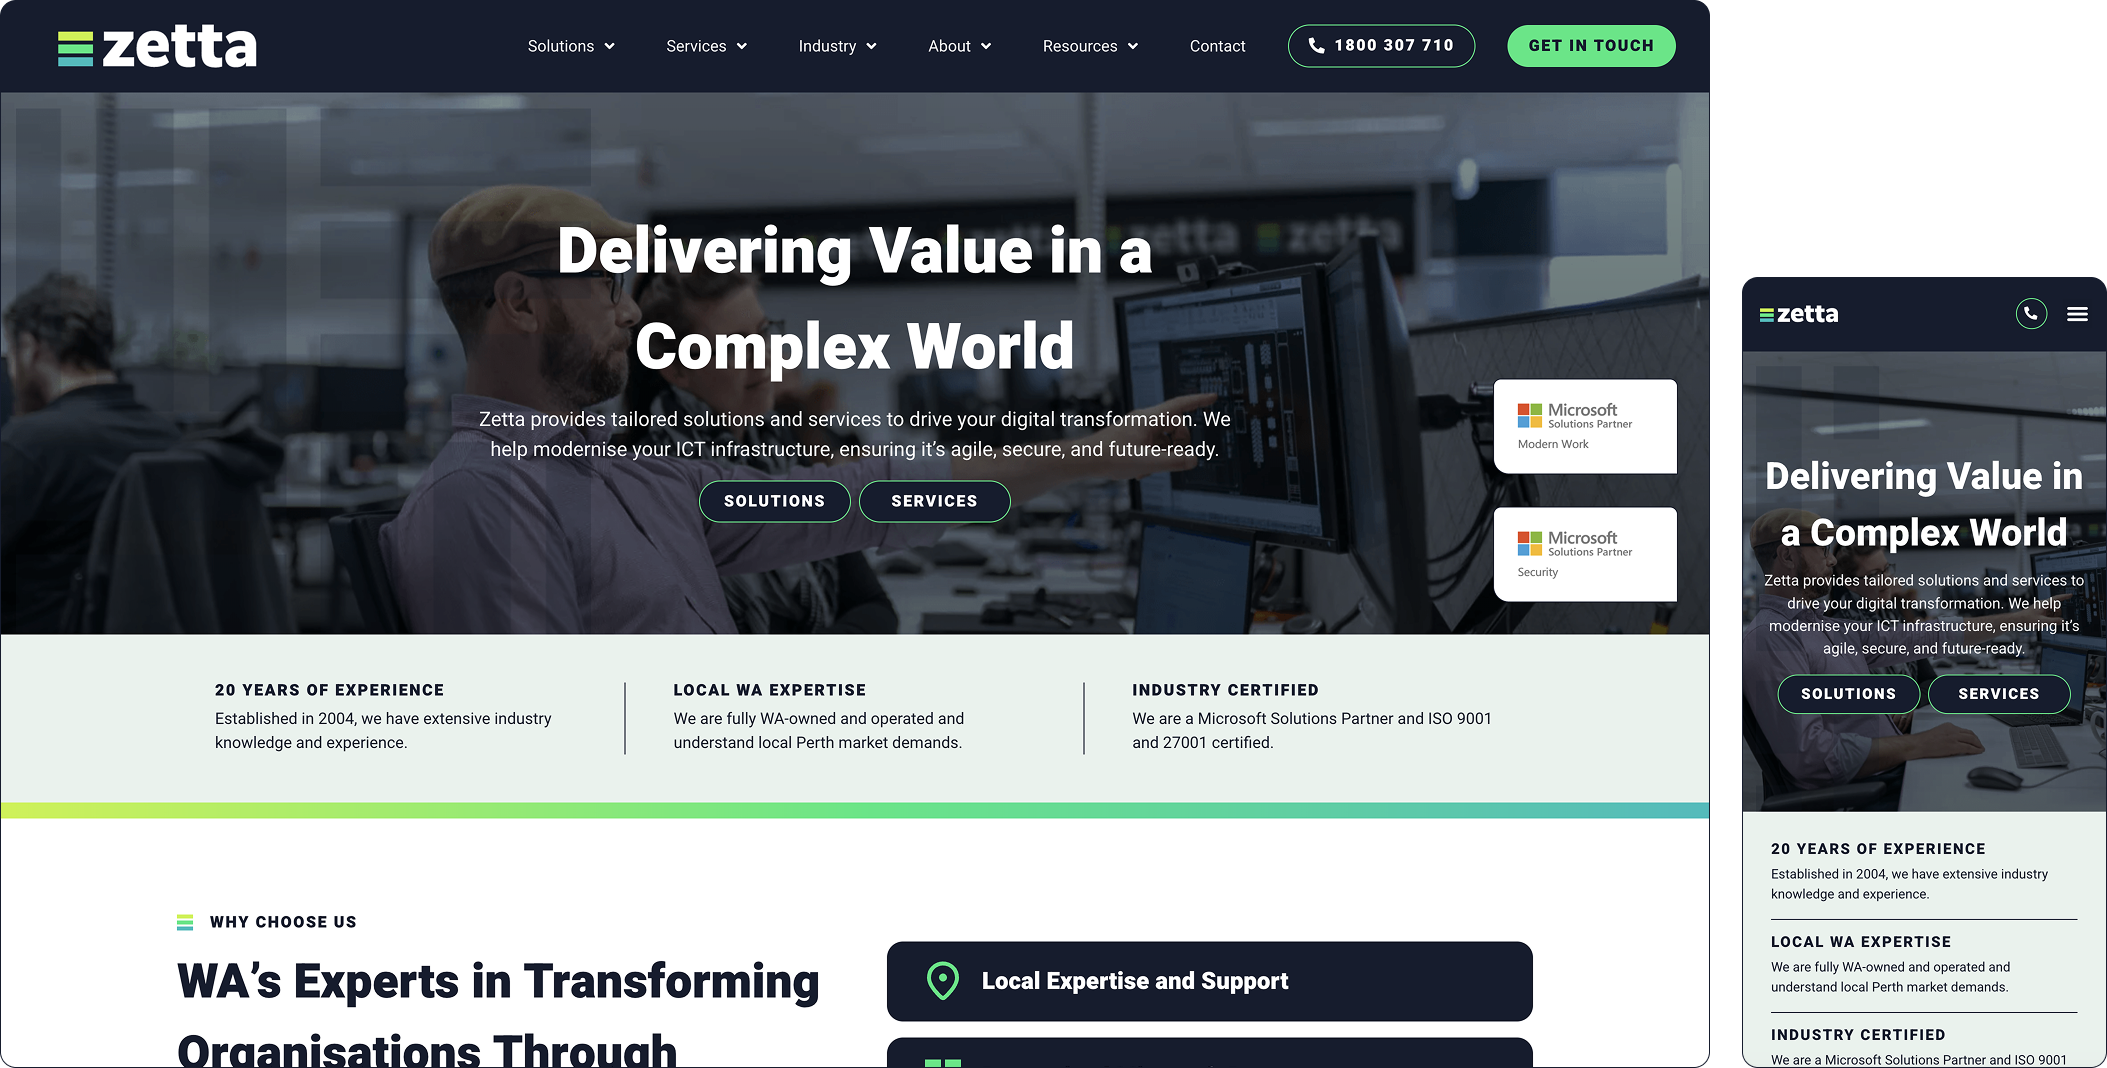 zetta
Solutions
Services
Industry
About
Resources
Contact
1800 307 710
GET IN TOUCH
zetta
zetta
Delivering Value in a
Complex World
Zetta provides tailored solutions and services to drive your digital transformation. We
help modernise your ICT infrastructure, ensuring it’s agile, secure, and future-ready.
SOLUTIONS
SERVICES
Microsoft
Solutions Partner
Modern Work
Microsoft
Solutions Partner
Security
20 YEARS OF EXPERIENCE
Established in 2004, we have extensive industry
knowledge and experience.
LOCAL WA EXPERTISE
We are fully WA-owned and operated and
understand local Perth market demands.
INDUSTRY CERTIFIED
We are a Microsoft Solutions Partner and ISO 9001
and 27001 certified.
WHY CHOOSE US
WA’s Experts in Transforming
Organisations Through
Local Expertise and Support
zetta
Delivering Value in
a Complex World
Zetta provides tailored solutions and services to
drive your digital transformation. We help
modernise your ICT infrastructure, ensuring it’s
agile, secure, and future-ready.
SOLUTIONS
SERVICES
20 YEARS OF EXPERIENCE
Established in 2004, we have extensive industry
knowledge and experience.
LOCAL WA EXPERTISE
We are fully WA-owned and operated and
understand local Perth market demands.
INDUSTRY CERTIFIED
We are a Microsoft Solutions Partner and ISO 9001